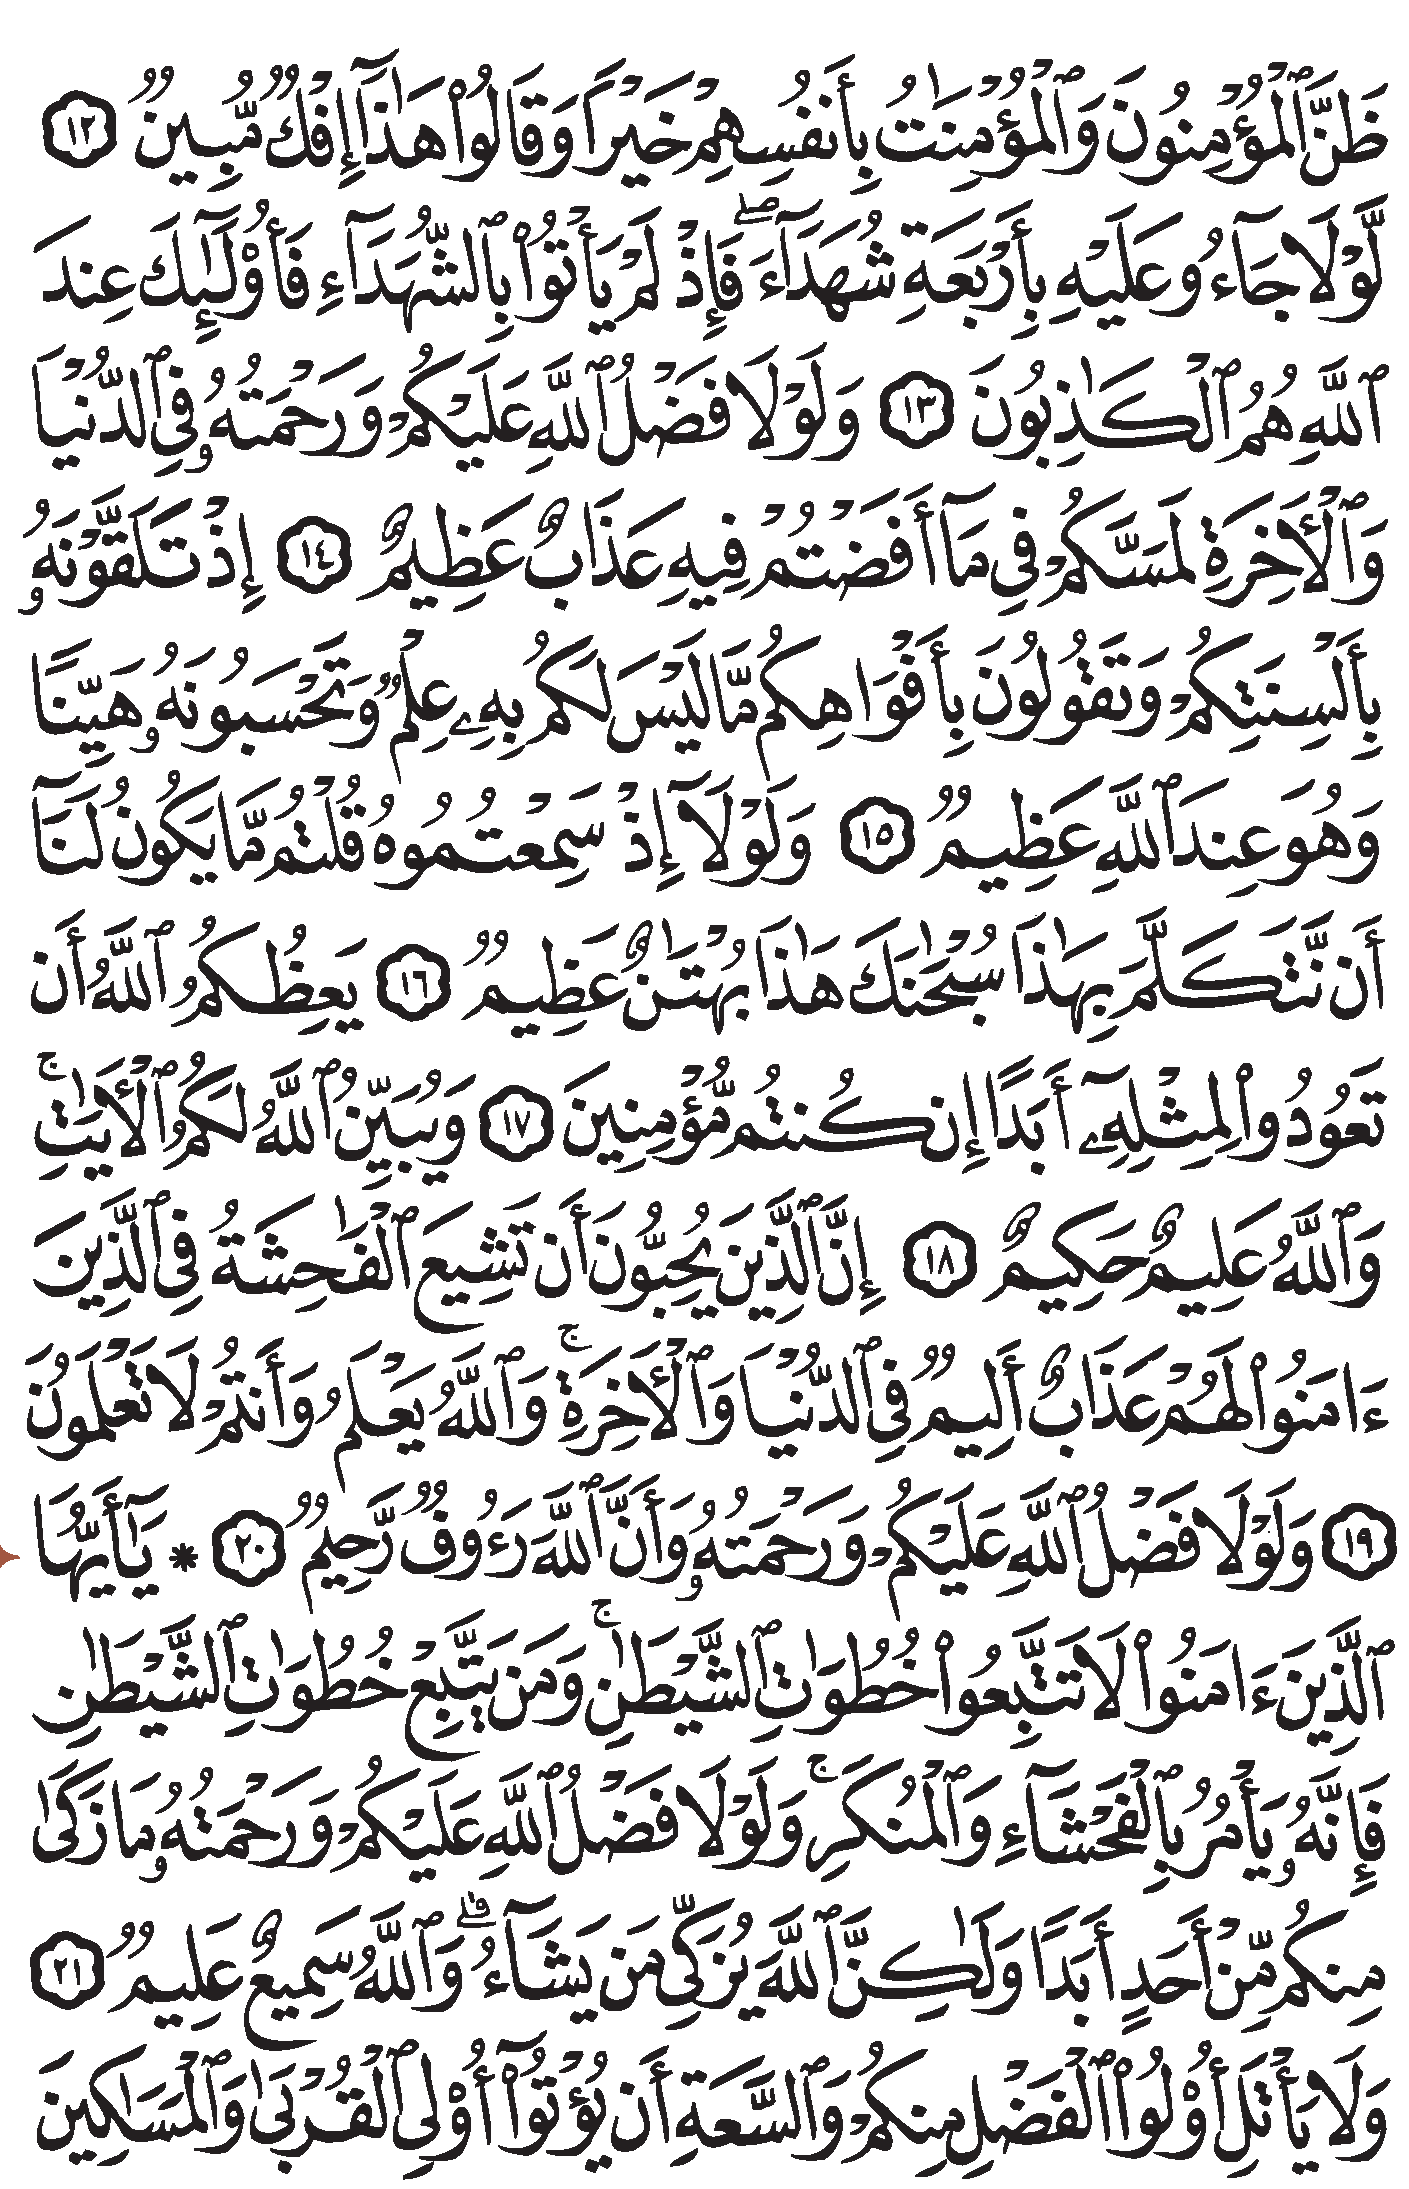 ظَنَّ ٱلْمُؤْمِنُونَ وَٱلْمُؤْمِنَٰتُ بِأَنفُسِهِمْ خَيْرًا وَقَالُوا۟ هَٰذَآ إِفْكٌ مُّبِينٌ ١٢
لَّوْلَا جَآءُو عَلَيْهِ بِأَرْبَعَةِ شُهَدَآءَ ۖ فَإِذْ لَمْ يَأْتُوا۟ بِٱلشُّهَدَآءِ فَأُو۟لَٰٓئِكَ عِندَ
ٱللَّهِ هُمُ ٱلْكَٰذِبُونَ ١٣ وَلَوْلَا فَضْلُ ٱللَّهِ عَلَيْكُمْ وَرَحْمَتُهُۥ فِى ٱلدُّنْيَا
وَٱلْـَٔاخِرَةِ لَمَسَّكُمْ فِى مَآ أَفَضْتُمْ فِيهِ عَذَابٌ عَظِيمٌ ١٤ إِذْ تَلَقَّوْنَهُۥ
بِأَلْسِنَتِكُمْ وَتَقُولُونَ بِأَفْوَاهِكُم مَّا لَيْسَ لَكُم بِهِۦ عِلْمٌ وَتَحْسَبُونَهُۥ هَيِّنًا
وَهُوَ عِندَ ٱللَّهِ عَظِيمٌ ١٥ وَلَوْلَآ إِذْ سَمِعْتُمُوهُ قُلْتُم مَّا يَكُونُ لَنَآ
أَن نَّتَكَلَّمَ بِهَٰذَا سُبْحَٰنَكَ هَٰذَا بُهْتَٰنٌ عَظِيمٌ ١٦ يَعِظُكُمُ ٱللَّهُ أَن
تَعُودُوا۟ لِمِثْلِهِۦٓ أَبَدًا إِن كُنتُم مُّؤْمِنِينَ ١٧ وَيُبَيِّنُ ٱللَّهُ لَكُمُ ٱلْـَٔايَٰتِ ۚ
وَٱللَّهُ عَلِيمٌ حَكِيمٌ ١٨ إِنَّ ٱلَّذِينَ يُحِبُّونَ أَن تَشِيعَ ٱلْفَٰحِشَةُ فِى ٱلَّذِينَ
ءَامَنُوا۟ لَهُمْ عَذَابٌ أَلِيمٌ فِى ٱلدُّنْيَا وَٱلْـَٔاخِرَةِ ۚ وَٱللَّهُ يَعْلَمُ وَأَنتُمْ لَا تَعْلَمُونَ
١٩ وَلَوْلَا فَضْلُ ٱللَّهِ عَلَيْكُمْ وَرَحْمَتُهُۥ وَأَنَّ ٱللَّهَ رَءُوفٌ رَّحِيمٌ ٢٠ * يَٰٓأَيُّهَا
ٱلَّذِينَ ءَامَنُوا۟ لَا تَتَّبِعُوا۟ خُطُوَٰتِ ٱلشَّيْطَٰنِ ۚ وَمَن يَتَّبِعْ خُطُوَٰتِ ٱلشَّيْطَٰنِ
فَإِنَّهُۥ يَأْمُرُ بِٱلْفَحْشَآءِ وَٱلْمُنكَرِ ۚ وَلَوْلَا فَضْلُ ٱللَّهِ عَلَيْكُمْ وَرَحْمَتُهُۥ مَا زَكَىٰ
مِنكُم مِّنْ أَحَدٍ أَبَدًا وَلَٰكِنَّ ٱللَّهَ يُزَكِّى مَن يَشَآءُ ۗ وَٱللَّهُ سَمِيعٌ عَلِيمٌ ٢١
وَلَا يَأْتَلِ أُو۟لُوا۟ ٱلْفَضْلِ مِنكُمْ وَٱلسَّعَةِ أَن يُؤْتُوٓا۟ أُو۟لِى ٱلْقُرْبَىٰ وَٱلْمَسَٰكِينَ